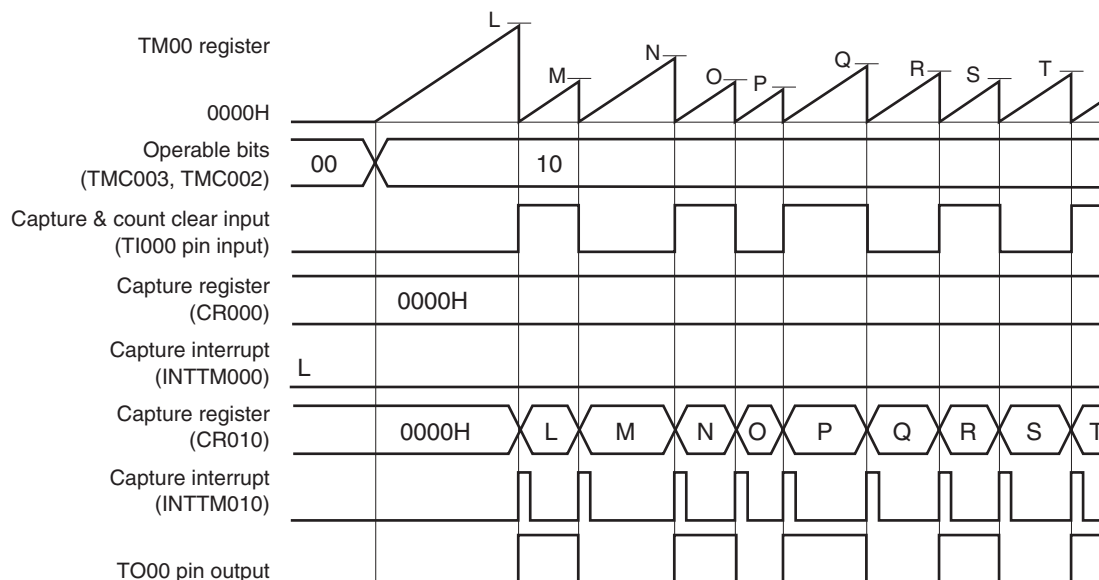 TM00 register
L
M
N
O
P
Q
R
S
T
0000H
Operable bits
(TMC003, TMC002)
00
10
Capture & count clear input
(TI000 pin input)
Capture register
(CR000)
0000H
Capture interrupt
(INTTM000)
L
Capture register
(CR010)
0000H
L
M
N
O
P
Q
R
S
T
Capture interrupt
(INTTM010)
TO00 pin output